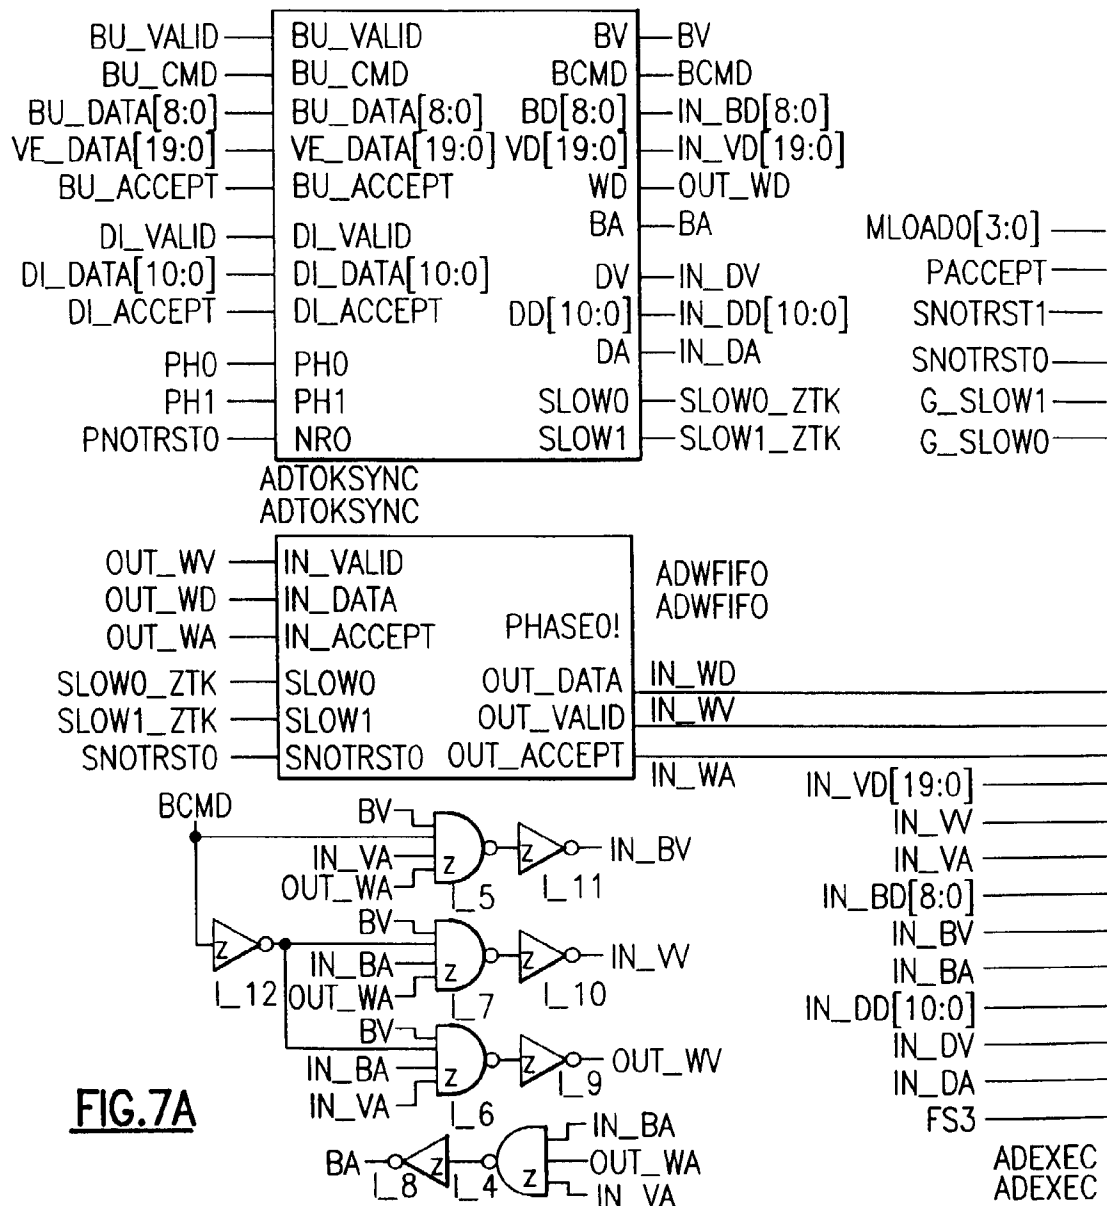 BU_VALID BU_VALID BV BV
BU_CMD BU_CMD BCMD BCMD
BU_DATA[8:0] BU_DATA[8:0] BD[8:0] IN_BD[8:0]
VE_DATA[19:0] VE_DATA[19:0] VD[19:0] IN_VD[19:0]
BU_ACCEPT BU_ACCEPT WD OUT_WD
BA BA
DI_VALID DI_VALID
DI_DATA[10:0] DI_DATA[10:0] DV IN_DV
DI_ACCEPT DI_ACCEPT DD[10:0] IN_DD[10:0]
DA IN_DA
PH0 PH0
PH1 PH1 SLOW0 SLOW0_ZTK
PNOTRST0 NR0 SLOW1 SLOW1_ZTK
ADTOKSYNC
ADTOKSYNC
MLOAD0[3:0]
PACCEPT
SNOTRST1
SNOTRST0
G_SLOW1
G_SLOW0
OUT_WV IN_VALID
OUT_WD IN_DATA
OUT_WA IN_ACCEPT PHASE0!
SLOW0_ZTK SLOW0 OUT_DATA IN_WD
SLOW1_ZTK SLOW1 OUT_VALID IN_WV
SNOTRST0 SNOTRST0 OUT_ACCEPT IN_WA
ADWFIFO
ADWFIFO
BCMD
BV
IN_VA
OUT_WA
Z
I_5
Z
I_11
IN_BV
Z
I_12
BV
IN_BA
OUT_WA
Z
I_7
Z
I_10
IN_VV
BV
IN_BA
IN_VA
Z
I_6
Z
I_9
OUT_WV
BA
I_8
Z
I_4
Z
IN_BA
OUT_WA
IN_VA
IN_VD[19:0]
IN_VV
IN_VA
IN_BD[8:0]
IN_BV
IN_BA
IN_DD[10:0]
IN_DV
IN_DA
FS3
ADEXEC
ADEXEC
FIG.7A